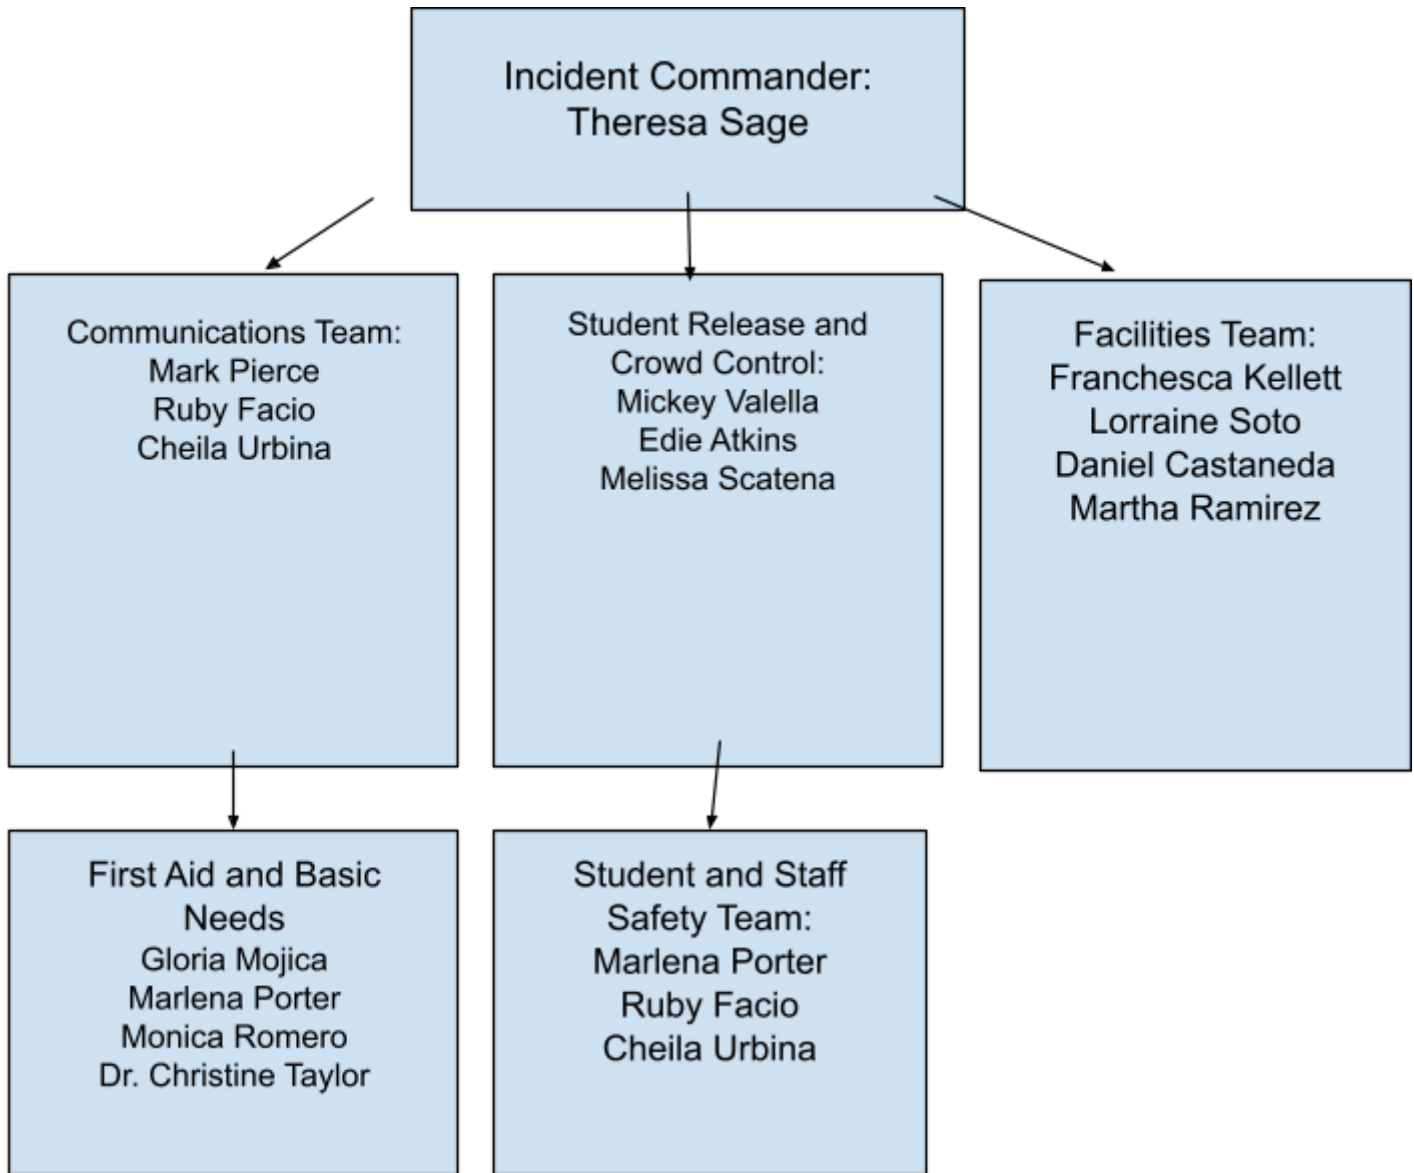 Incident Commander:
Theresa Sage
Communications Team:
Mark Pierce
Ruby Facio
Cheila Urbina
Student Release and
Crowd Control:
Mickey Valella
Edie Atkins
Melissa Scatena
Facilities Team:
Franchesca Kellett
Lorraine Soto
Daniel Castaneda
Martha Ramirez
First Aid and Basic
Needs
Gloria Mojica
Marlena Porter
Monica Romero
Dr. Christine Taylor
Student and Staff
Safety Team:
Marlena Porter
Ruby Facio
Cheila Urbina